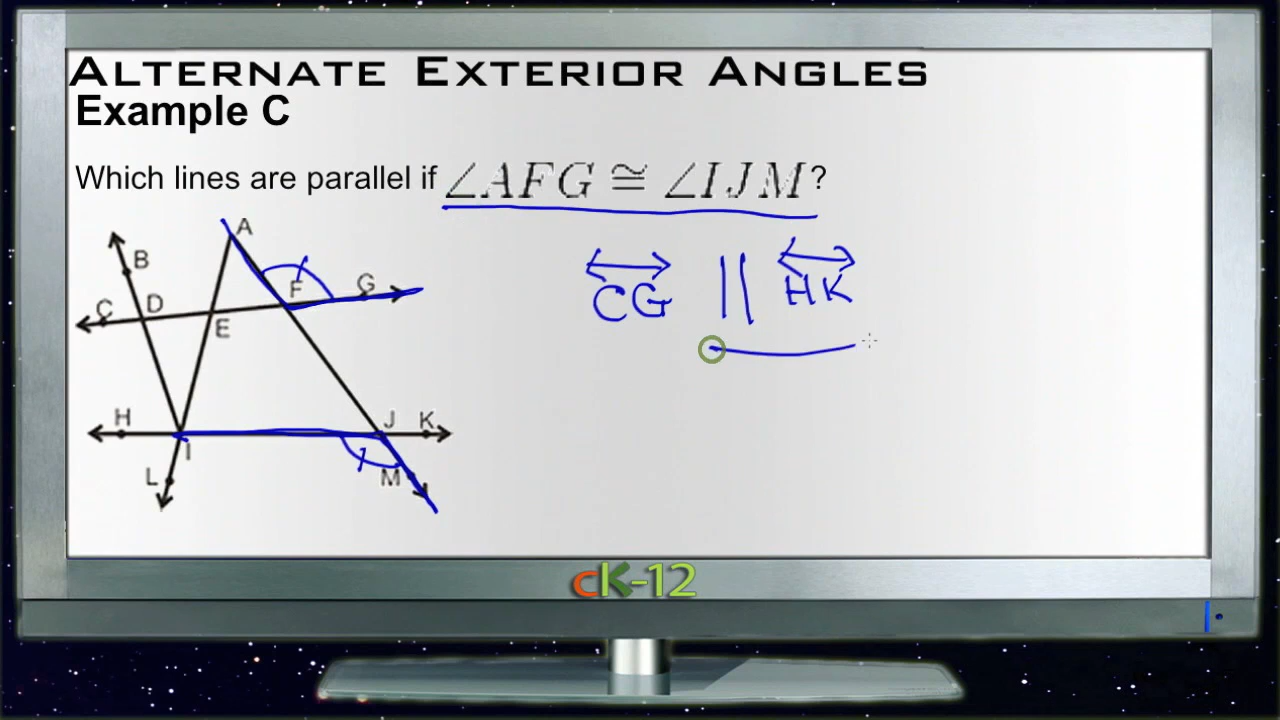 ALTERNATE EXTERIOR ANGLES
Example C
Which lines are parallel if ∠AFG ≅ ∠IJM?
A
B
G
F
C
D
E
CG || HK
H
J
K
I
L
M
cK-12